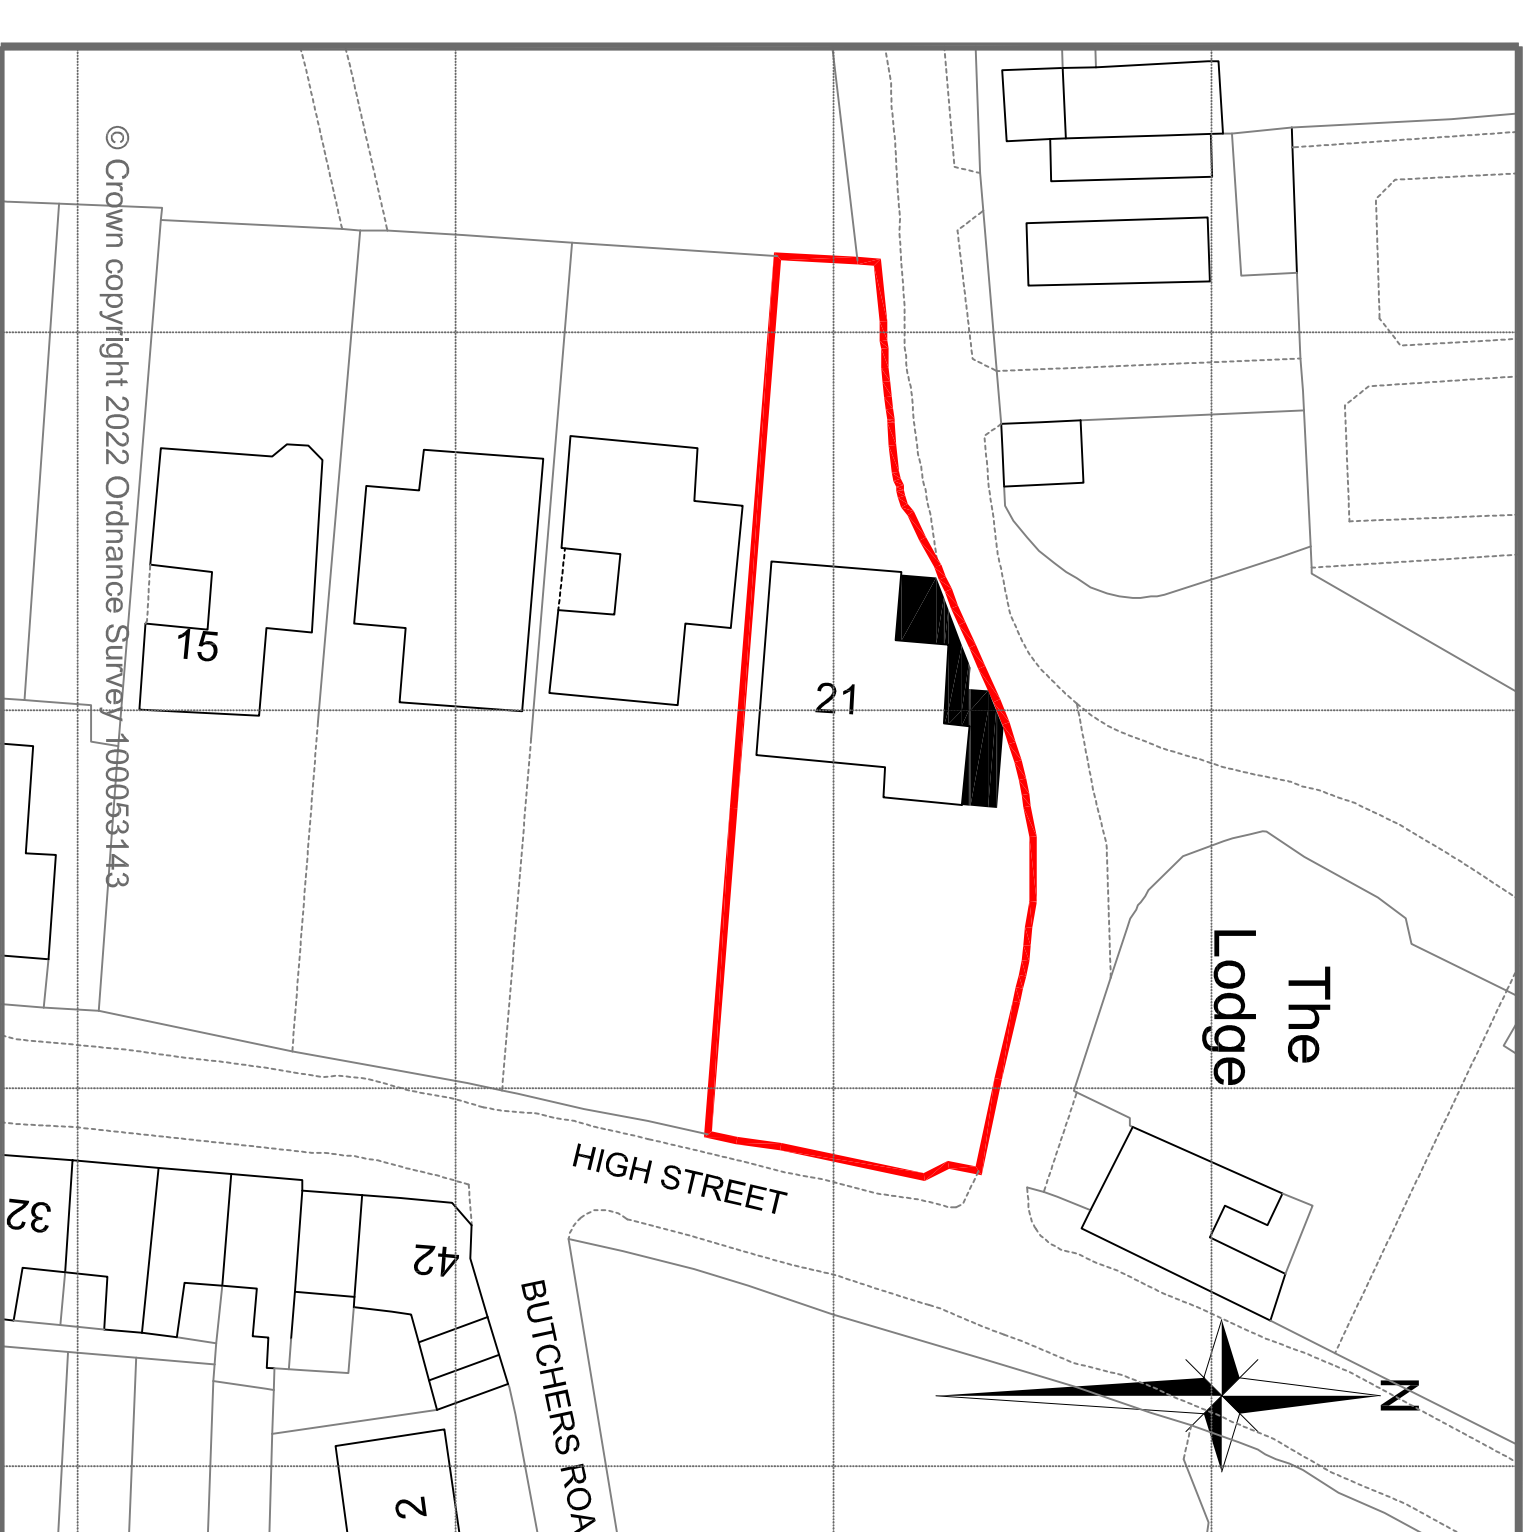 © Crown copyright 2022 Ordnance Survey 100053143
15
21
The
Lodge
HIGH STREET
32
42
BUTCHERS ROA
2
N